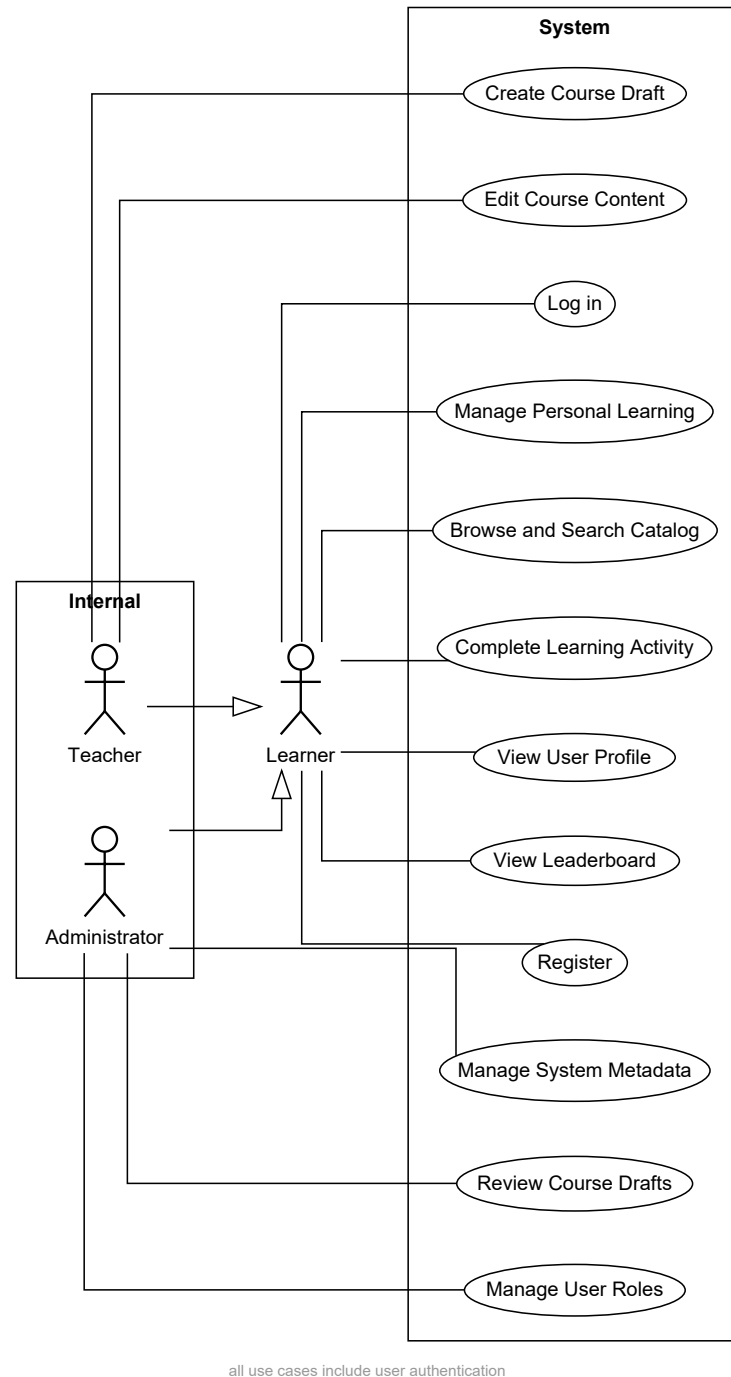 System
Create Course Draft
Edit Course Content
Log in
Manage Personal Learning
Browse and Search Catalog
Internal
Complete Learning Activity
Teacher
Learner
View User Profile
View Leaderboard
Administrator
Register
Manage System Metadata
Review Course Drafts
Manage User Roles
all use cases include user authentication